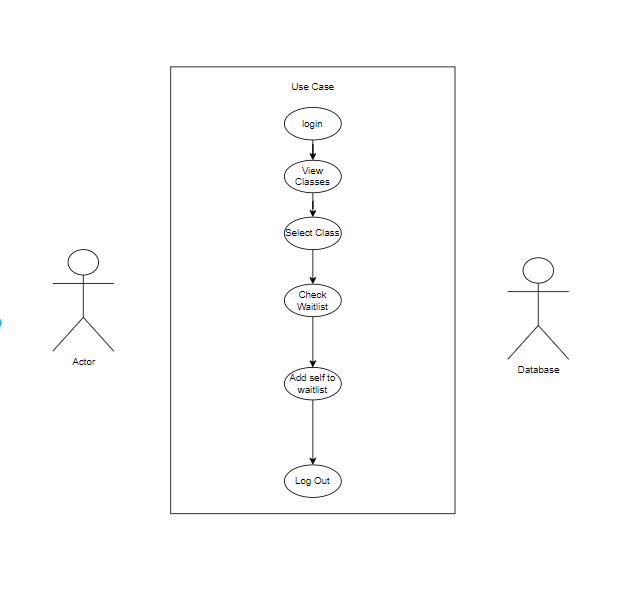 Use Case
login
View
Classes
Select Class
Check
Waitlist
Add self to
waitlist
Log Out
Actor
Database